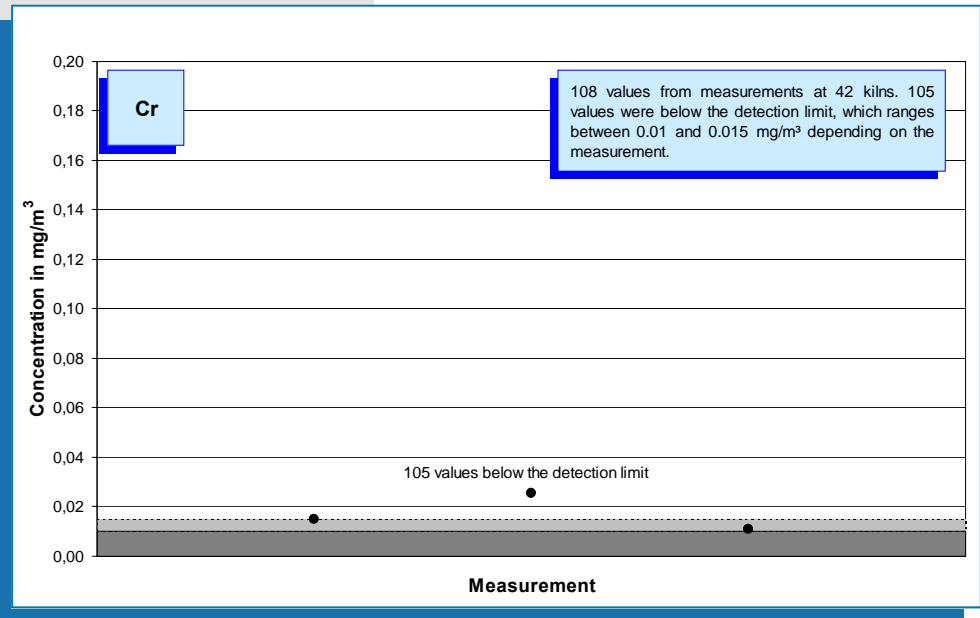 Cr
108 values from measurements at 42 kilns. 105
values were below the detection limit, which ranges
between 0.01 and 0.015 mg/m³ depending on the
measurement.
Concentration in mg/m³
0,20
0,18
0,16
0,14
0,12
0,10
0,08
0,06
0,04
0,02
0,00
105 values below the detection limit
Measurement